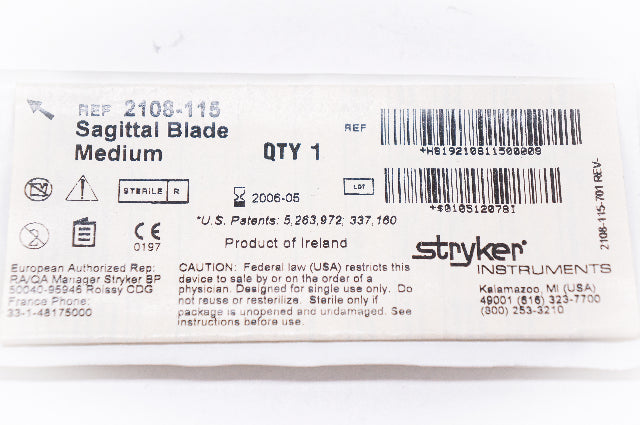 REF 2108-115
Sagittal Blade
Medium
QTY 1
REF
*H819210811500009
STERILE R
2006-05
LOT
*$010512078I
2108-115-701 REV-
0197
*U.S. Patents: 5,263,972; 337,160
Product of Ireland
stryker
INSTRUMENTS
European Authorized Rep:
RA/QA Manager Stryker BP
50040-95946 Roissy CDG
France Phone:
33-1-48175000
CAUTION: Federal law (USA) restricts this
device to sale by or on the order of a
physician. Designed for single use only. Do
not reuse or resterilize. Sterile only if
package is unopened and undamaged. See
instructions before use.
Kalamazoo, MI (USA)
49001 (616) 323-7700
(800) 253-3210